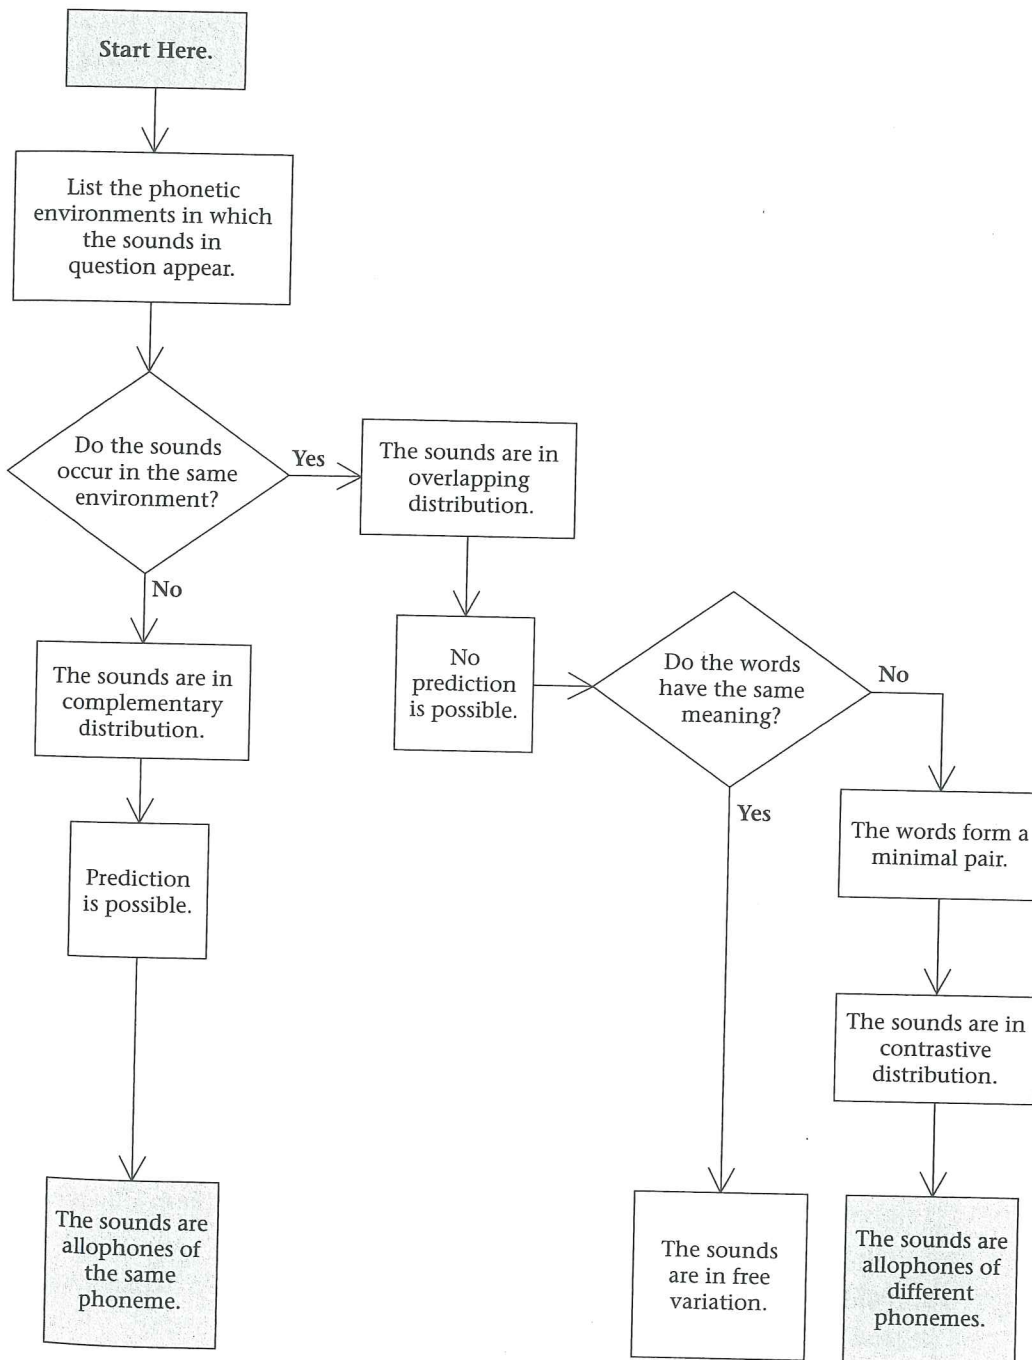 Start Here.
List the phonetic
environments in which
the sounds in
question appear.
Do the sounds
occur in the same
environment?
Yes
The sounds are in
overlapping
distribution.
No
The sounds are in
complementary
distribution.
No
prediction
is possible.
Do the words
have the same
meaning?
No
Yes
The words form a
minimal pair.
Prediction
is possible.
The sounds are in
contrastive
distribution.
The sounds are
allophones of
the same
phoneme.
The sounds
are in free
variation.
The sounds are
allophones of
different
phonemes.